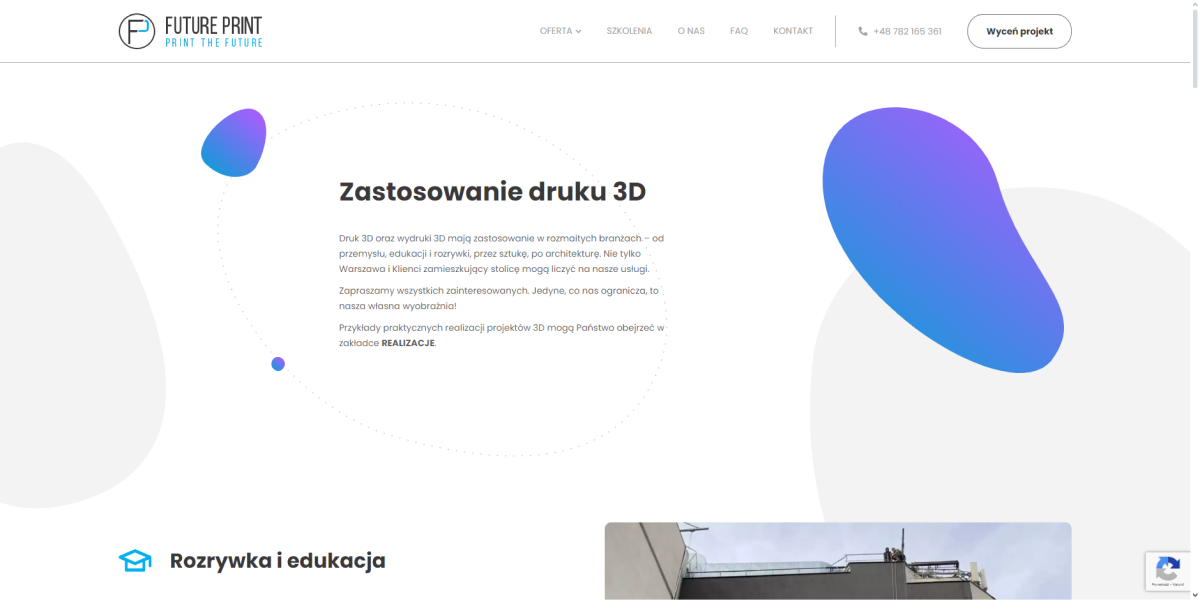 FUTURE PRINT
PRINT THE FUTURE
OFERTA
SZKOLENIA
O NAS
FAQ
KONTAKT
+48 782 165 361
Wyceń projekt
Zastosowanie druku 3D
Druk 3D oraz wydruki 3D mają zastosowanie w rozmaitych branżach – od
przemysłu, edukacji i rozrywki, przez sztukę, po architekturę. Nie tylko
Warszawa i Klienci zamieszkujący stolicę mogą liczyć na nasze usługi.
Zapraszamy wszystkich zainteresowanych. Jedyne, co nas ogranicza, to
nasza własna wyobraźnia!
Przykłady praktycznych realizacji projektów 3D mogą Państwo obejrzeć w
zakładce REALIZACJE.
Rozrywka i edukacja